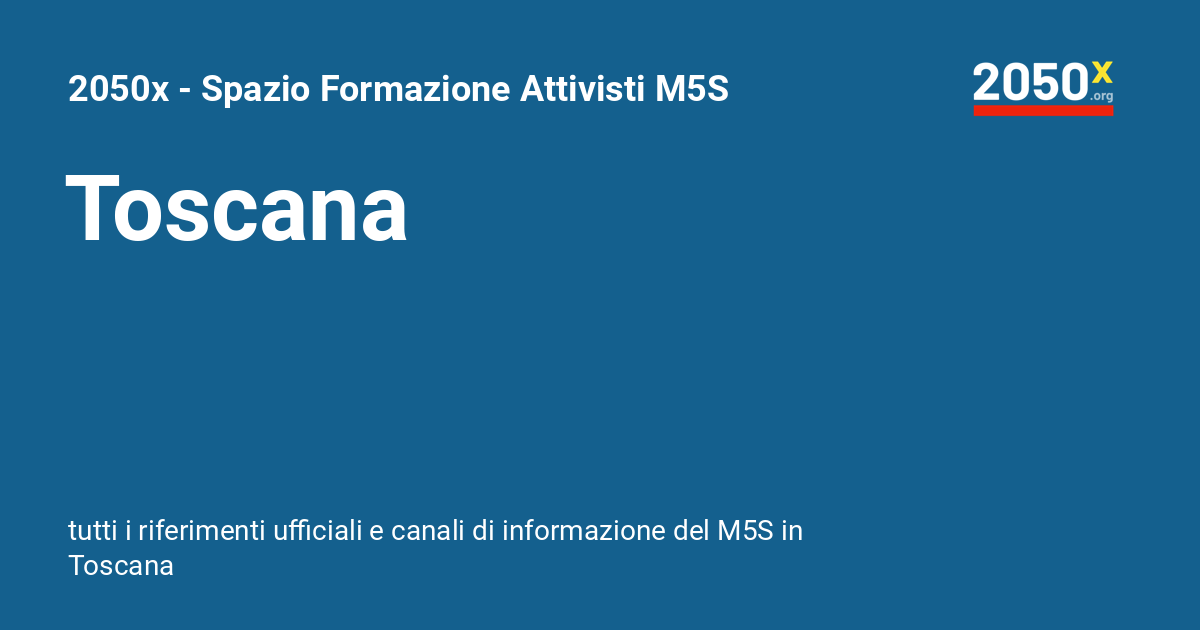 2050x - Spazio Formazione Attivisti M5S
2050x
.org
Toscana
tutti i riferimenti ufficiali e canali di informazione del M5S in
Toscana